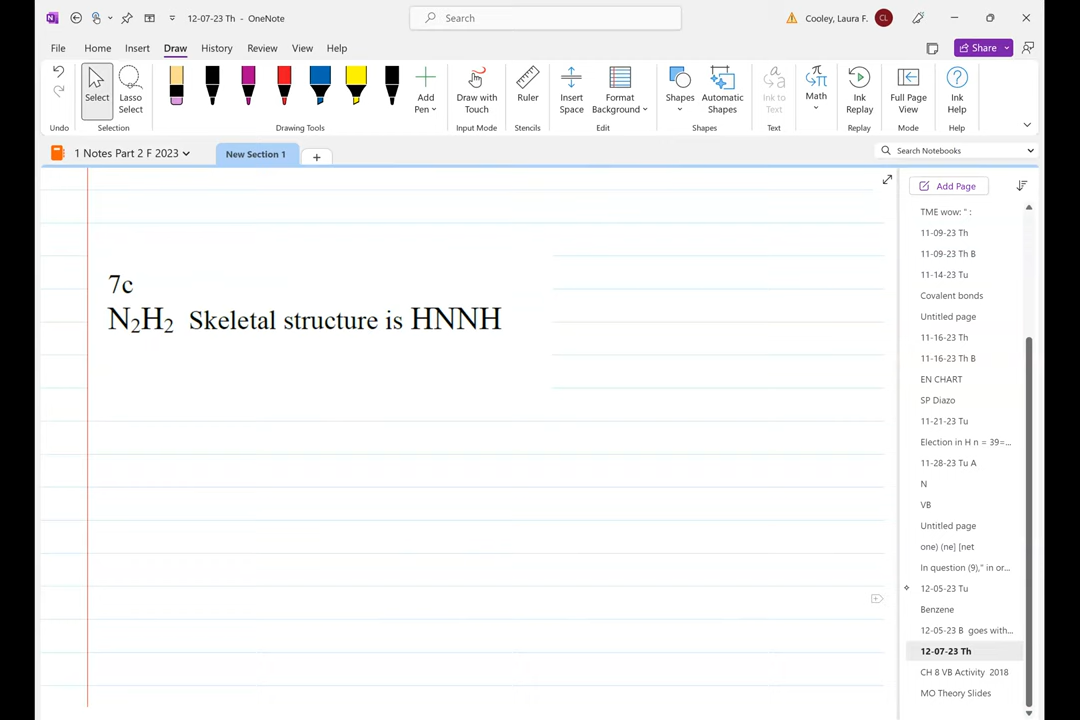 12-07-23 Th - OneNote
Search
Cooley, Laura F.
CL
File Home Insert Draw History Review View Help
Share
Select
Lasso Select
Add Pen
Draw with Touch
Ruler
Insert Space
Format Background
Shapes
Automatic Shapes
Ink to Text
Math
Ink Replay
Full Page View
Ink Help
Undo Selection Drawing Tools Input Mode Stencils Edit Shapes Text Replay Mode Help
1 Notes Part 2 F 2023
New Section 1
Search Notebooks
Add Page
7c
N₂H₂ Skeletal structure is HNNH
TME wow: " :
11-09-23 Th
11-09-23 Th B
11-14-23 Tu
Covalent bonds
Untitled page
11-16-23 Th
11-16-23 Th B
EN CHART
SP Diazo
11-21-23 Tu
Election in H n = 39=...
11-28-23 Tu A
N
VB
Untitled page
one) (ne] [net
In question (9)," in or...
12-05-23 Tu
Benzene
12-05-23 B goes with...
12-07-23 Th
CH 8 VB Activity 2018
MO Theory Slides